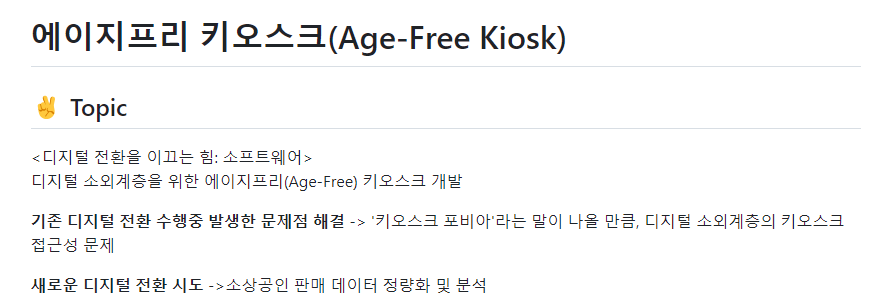 에이지프리 키오스크(Age-Free Kiosk)
✌ Topic
<디지털 전환을 이끄는 힘: 소프트웨어>
디지털 소외계층을 위한 에이지프리(Age-Free) 키오스크 개발
기존 디지털 전환 수행중 발생한 문제점 해결 -> '키오스크 포비아'라는 말이 나올 만큼, 디지털 소외계층의 키오스크
접근성 문제
새로운 디지털 전환 시도 ->소상공인 판매 데이터 정량화 및 분석